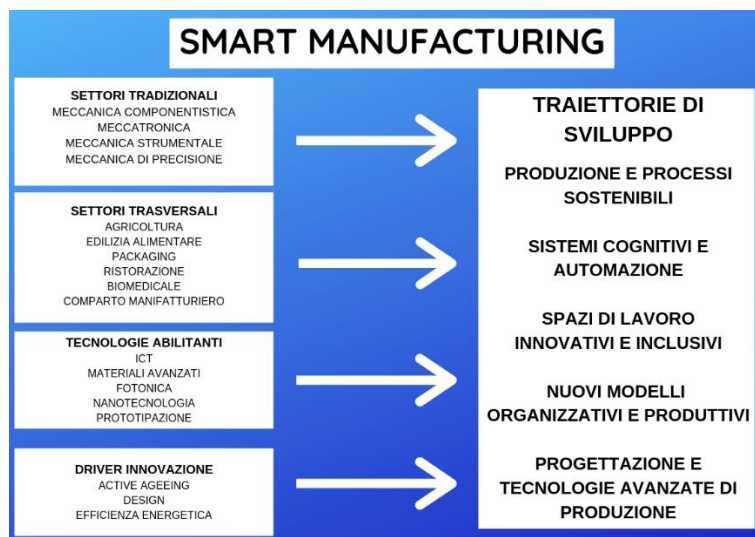 SMART MANUFACTURING
SETTORI TRADIZIONALI
MECCANICA COMPONENTISTICA
MECCATRONICA
MECCANICA STRUMENTALE
MECCANICA DI PRECISIONE
SETTORI TRASVERSALI
AGRICOLTURA
EDILIZIA ALIMENTARE
PACKAGING
RISTORAZIONE
BIOMEDICALE
COMPARTO MANIFATTURIERO
TECNOLOGIE ABILITANTI
ICT
MATERIALI AVANZATI
FOTONICA
NANOTECNOLOGIA
PROTOTIPAZIONE
DRIVER INNOVAZIONE
ACTIVE AGEEING
DESIGN
EFFICIENZA ENERGETICA
TRAIETTORIE DI
SVILUPPO
PRODUZIONE E PROCESSI
SOSTENIBILI
SISTEMI COGNITIVI E
AUTOMAZIONE
SPAZI DI LAVORO
INNOVATIVI E INCLUSIVI
NUOVI MODELLI
ORGANIZZATIVI E PRODUTTIVI
PROGETTAZIONE E
TECNOLOGIE AVANZATE DI
PRODUZIONE